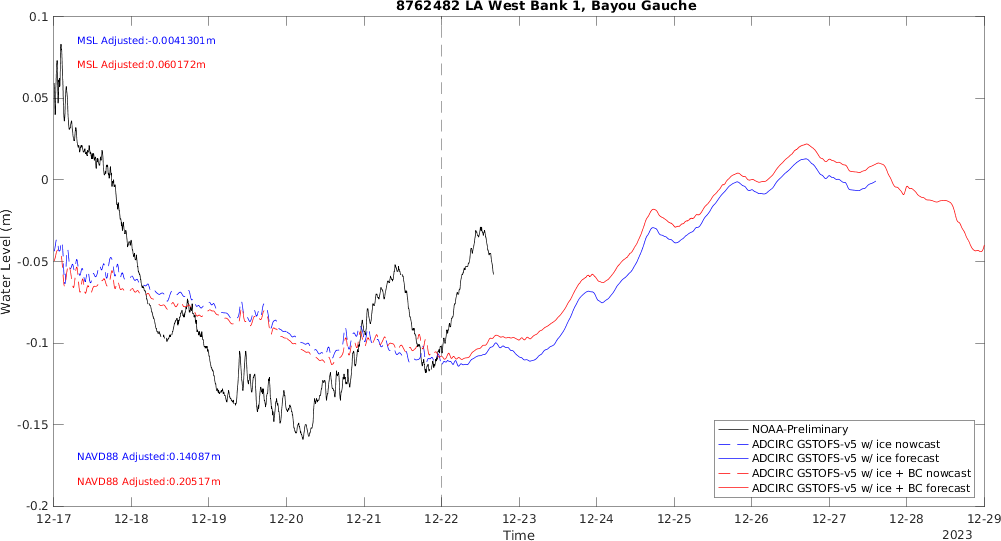 8762482 LA West Bank 1, Bayou Gauche
0.1
MSL Adjusted:-0.0041301m
MSL Adjusted:0.060172m
0.05
0
-0.05
Water Level (m)
-0.1
-0.15
-0.2
NAVD88 Adjusted:0.14087m
NAVD88 Adjusted:0.20517m
NOAA-Preliminary
ADCIRC GSTOFS-v5 w/ ice nowcast
ADCIRC GSTOFS-v5 w/ ice forecast
ADCIRC GSTOFS-v5 w/ ice + BC nowcast
ADCIRC GSTOFS-v5 w/ ice + BC forecast
12-17 12-18 12-19 12-20 12-21 12-22 12-23 12-24 12-25 12-26 12-27 12-28 12-29
Time
2023